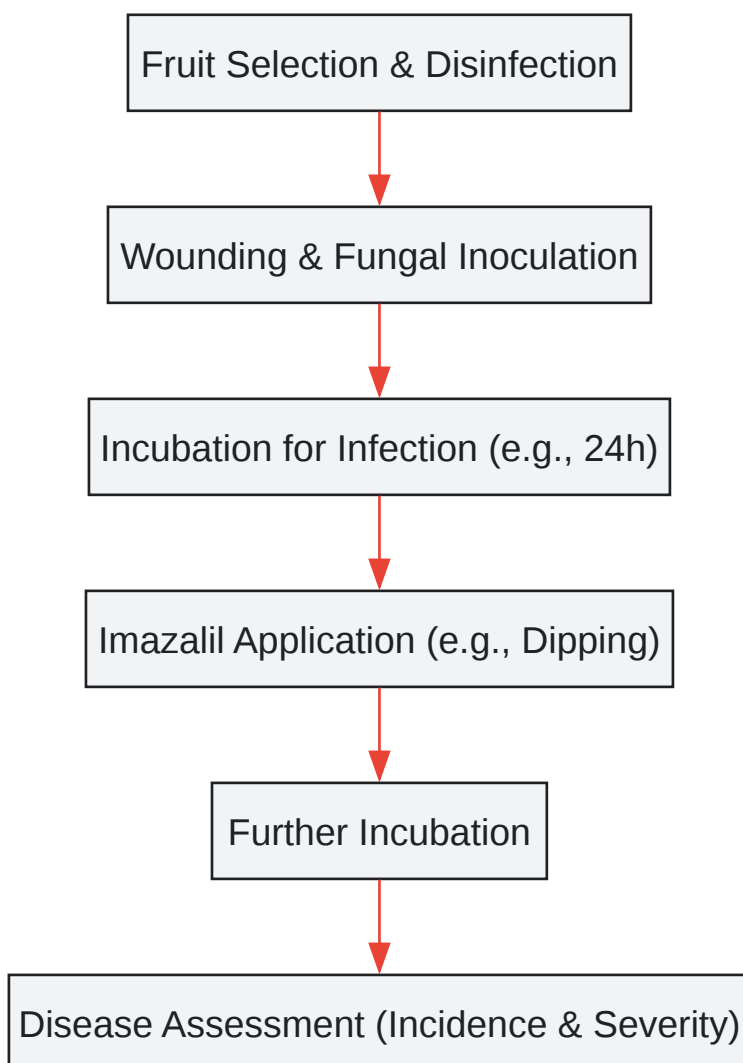 Fruit Selection & Disinfection
Wounding & Fungal Inoculation
Incubation for Infection (e.g., 24h)
Imazalil Application (e.g., Dipping)
Further Incubation
Disease Assessment (Incidence & Severity)